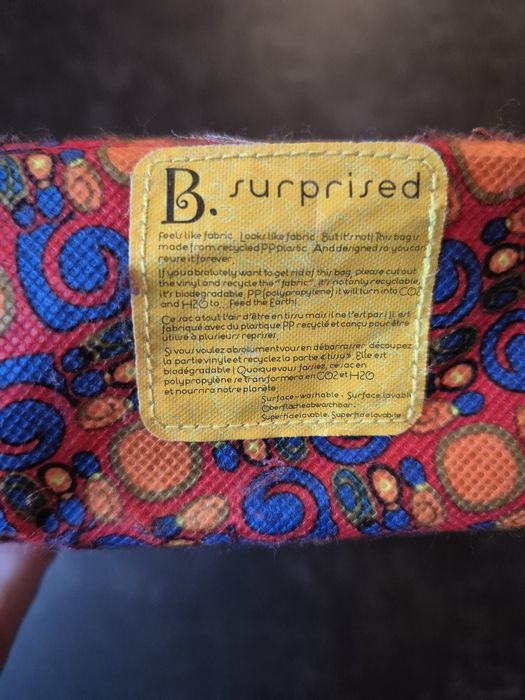 B. surprised
Feels like fabric. Looks like fabric. But it's not! This bag is
made from recycled PP plastic. And designed so you can
reuse it forever.
If you absolutely want to get rid of this bag, please cut out
the vinyl and recycle the "fabric". It's not only recyclable,
it's biodegradable. PP (polypropylene) it will turn into CO2
and H2O to... Feed the Earth!
Ce sac a tout l'air d'être en tissu mais il ne l'est pas! Il est
fabriqué avec du plastique PP recyclé et conçu pour être
utilisé à plusieurs reprises.
Si vous voulez absolument vous en débarrasser, découpez
la partie vinyle et recyclez la partie «tissu». Elle est
biodégradable! Quoique vous fassiez, ce sac en
polypropylène se transformera en CO2 et H2O
et nourrira notre planète.
Surface-washable · Surface lavable
Oberflächeabwaschbar.
Superfície lavable. Superfície lavabile